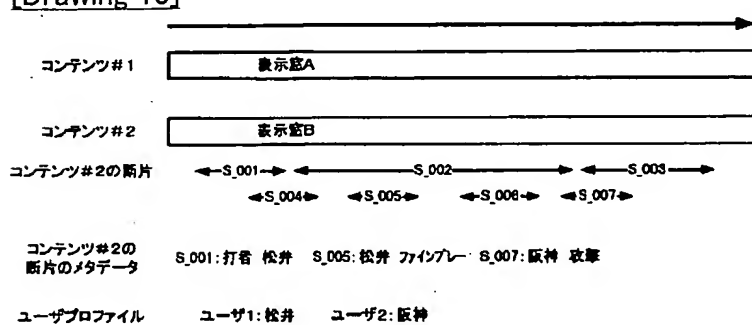 [Drawing 10]
コンテンツ#1 表示窓A
コンテンツ#2 表示窓B
コンテンツ#2の断片 S_001 S_002 S_003
S_004 S_005 S_006 S_007
コンテンツ#2の
断片のメタデータ S_001:打者 松井 S_005:松井 ファインプレー S_007:阪神 攻撃
ユーザプロファイル ユーザ1:松井 ユーザ2:阪神